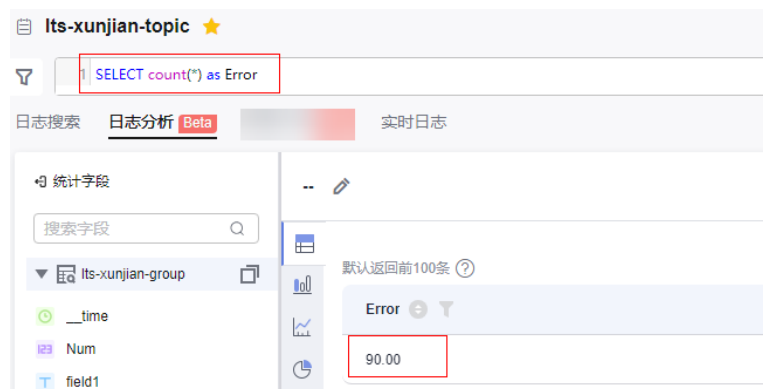 lts-xunjian-topic
1 SELECT count(*) as Error
日志搜索 日志分析 Beta 实时日志
统计字段
--
搜索字段
默认返回前100条
lts-xunjian-group
Error
__time
123 Num
90.00
T field1